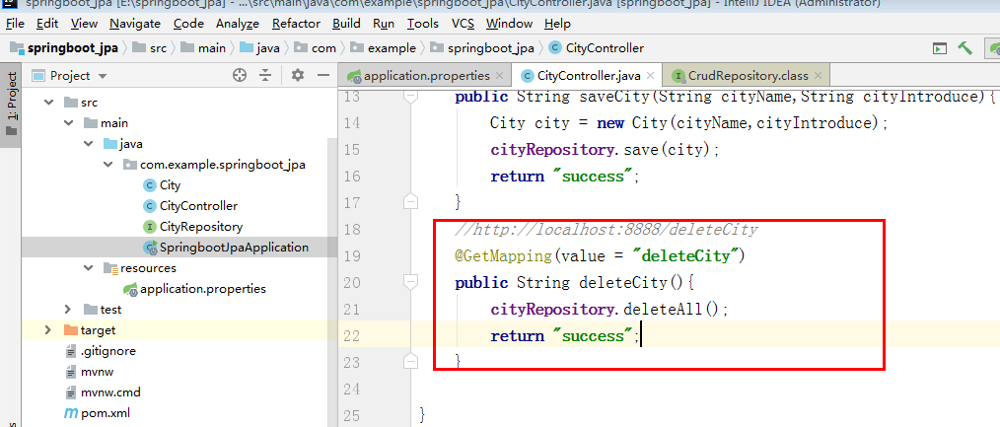 springboot_jpa [E:\springboot_jpa] - ...\src\main\java\com\example\springboot_jpa\CityController.java [springboot_jpa] - IntelliJ IDEA (Administrator)
File Edit View Navigate Code Analyze Refactor Build Run Tools VCS Window Help
springboot_jpa src main java com example springboot_jpa CityController
1: Project
Project
application.properties CityController.java CrudRepository.class
src
main
java
com.example.springboot_jpa
City
CityController
CityRepository
SpringbootJpaApplication
resources
application.properties
test
target
.gitignore
mvnw
mvnw.cmd
pom.xml
13 public String saveCity(String cityName,String cityIntroduce){
14 City city = new City(cityName,cityIntroduce);
15 cityRepository.save(city);
16 return "success";
17 }
18 //http://localhost:8888/deleteCity
19 @GetMapping(value = "deleteCity")
20 public String deleteCity(){
21 cityRepository.deleteAll();
22 return "success";
23 }
24
25 }